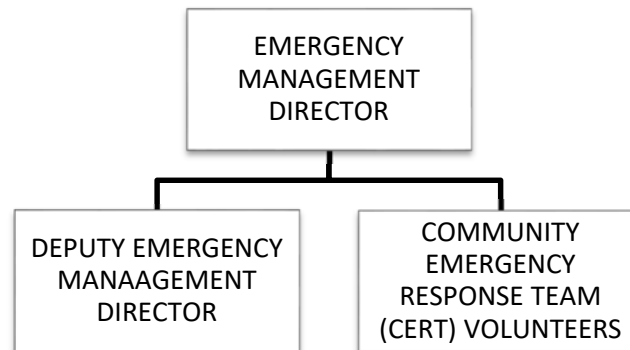 EMERGENCY
MANAGEMENT
DIRECTOR
DEPUTY EMERGENCY
MANAAGEMENT
DIRECTOR
COMMUNITY
EMERGENCY
RESPONSE TEAM
(CERT) VOLUNTEERS